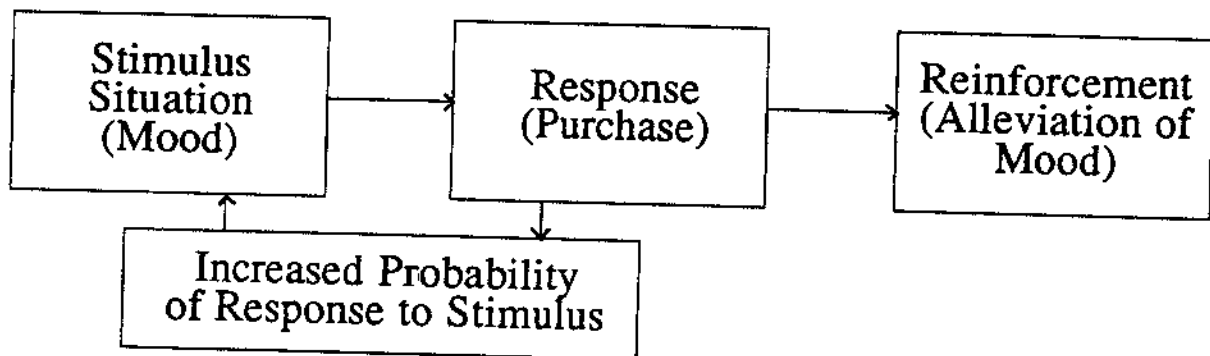 Stimulus
Situation
(Mood)
Response
(Purchase)
Reinforcement
(Alleviation of
Mood)
Increased Probability
of Response to Stimulus